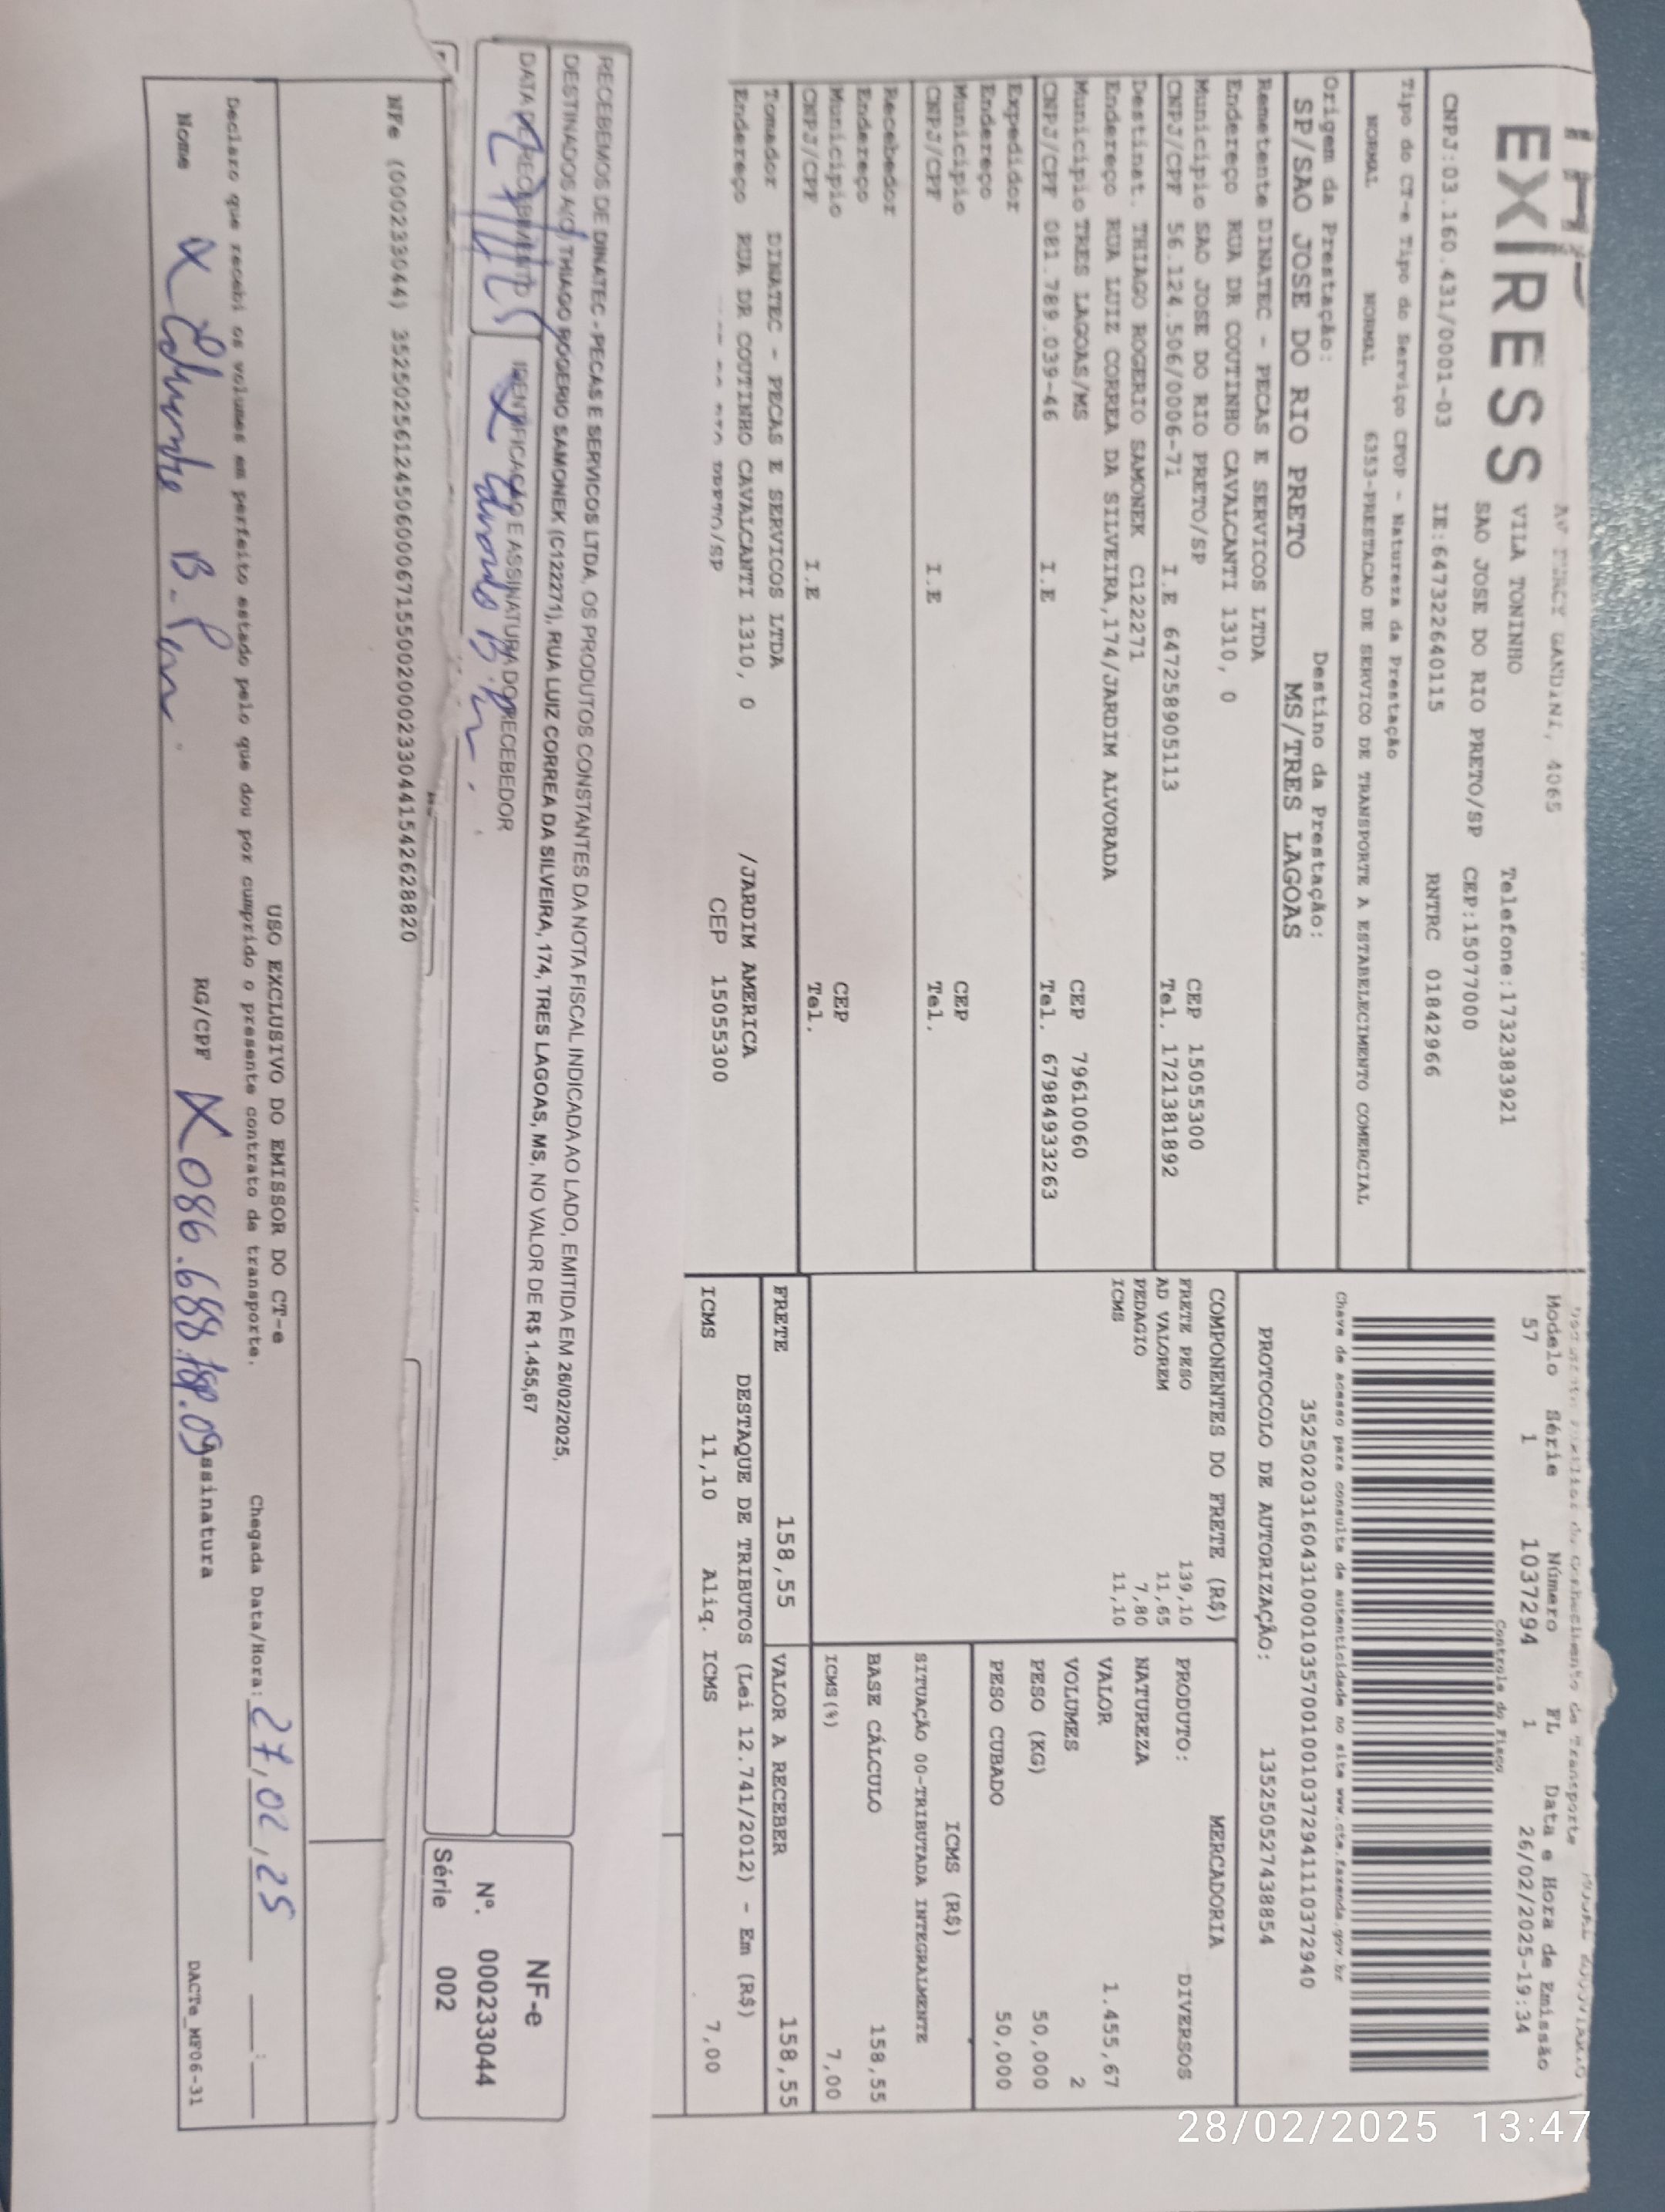 EXPRESS
GANDINI, 4065
VILA TONINHO
Telefone:1732383921
SAO JOSE DO RIO PRETO/SP CEP:15077000
CNPJ:03.160.431/0001-03 IE:647322640115 RNTRC 01842966
Tipo do CT-e Tipo do Serviço CFOP - Natureza da Prestação
NORMAL NORMAL 6353-PRESTACAO DE SERVICO DE TRANSPORTE A ESTABELECIMENTO COMERCIAL
Origem da Prestação: Destino da Prestação:
SP/SAO JOSE DO RIO PRETO MS/TRES LAGOAS
Remetente DINATEC - PECAS E SERVICOS LTDA
Endereço RUA DR COUTINHO CAVALCANTI 1310, 0
Municipio SAO JOSE DO RIO PRETO/SP CEP 15055300
CNPJ/CPF 56.124.506/0006-71 I.E 647258905113 Tel. 172138 1892
Destinat. THIAGO ROGERIO SAMONEK C122271
Endereço RUA LUIZ CORREA DA SILVEIRA,174/JARDIM ALVORADA
Municipio TRES LAGOAS/MS CEP 79610060
CNPJ/CPF 081.789.039-46 I.E Tel. 67984933263
Expedidor
Endereço
Municipio CEP
CNPJ/CPF I.E Tel.
Recebedor
Endereço
Municipio CEP
CNPJ/CPF I.E Tel.
Tomador DINATEC - PECAS E SERVICOS LTDA
Endereço RUA DR COUTINHO CAVALCANTI 1310, 0 /JARDIM AMERICA
PRETO/SP CEP 15055300
Modelo Série Número FL Data e Hora de Emissão
57 1 1037294 1 26/02/2025-19:34
Controle do Fisco
Chave de acesso para consulta de autenticidade no site www.cte.fazenda.gov.br
35250203160431000103570010010372941110372940
PROTOCOLO DE AUTORIZAÇÃO: 135250527438854
COMPONENTES DO FRETE (R$)
FRETE PESO 139,10
AD VALOREM 11,65
PEDAGIO 7,80
ICMS 11,10
MERCADORIA
PRODUTO: DIVERSOS
NATUREZA
VALOR 1.455,67
VOLUMES 2
PESO (KG) 50,000
PESO CUBADO 50,000
ICMS (R$)
SITUAÇÃO 00-TRIBUTADA INTEGRALMENTE
BASE CÁLCULO 158,55
ICMS(%) 7,00
FRETE 158,55 VALOR A RECEBER 158,55
DESTAQUE DE TRIBUTOS (Lei 12.741/2012) - Em (R$)
ICMS 11,10 Aliq. ICMS 7,00
RECEBEMOS DE DINATEC - PECAS E SERVICOS LTDA, OS PRODUTOS CONSTANTES DA NOTA FISCAL INDICADA AO LADO, EMITIDA EM 26/02/2025,
DESTINADOS A(O) THIAGO ROGERIO SAMONEK (C122271), RUA LUIZ CORREA DA SILVEIRA, 174, TRES LAGOAS, MS, NO VALOR DE R$ 1.455,67
DATA DE RECEBIMENTO IDENTIFICAÇÃO E ASSINATURA DO RECEBEDOR
NF-e
Nº. 000233044
Série 002
NFe (000233044) 35250256124506000671550020002330441542628820
USO EXCLUSIVO DO EMISSOR DO CT-e
Declaro que recebi os volumes em perfeito estado pelo que dou por cumprido o presente contrato de transporte. Chegada Data/Hora: 27/02/25
Nome RG/CPF X 086.688. Assinatura
DACTe_MF06-31
28/02/2025 13:47